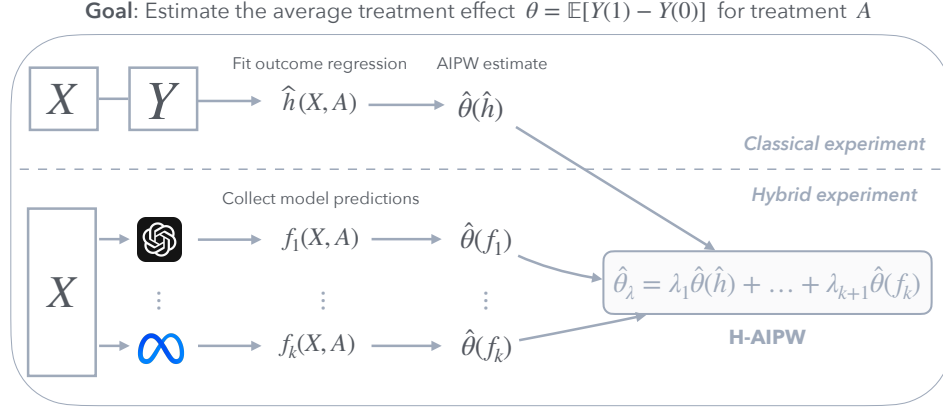 Goal: Estimate the average treatment effect θ = 𝔼[Y(1) − Y(0)] for treatment A
Fit outcome regression
AIPW estimate
X
Y
ĥ(X, A)
θ̂(ĥ)
Classical experiment
Hybrid experiment
Collect model predictions
X
f₁(X, A)
θ̂(f₁)
⋮
⋮
⋮
θ̂_λ = λ₁θ̂(ĥ) + … + λ_{k+1}θ̂(f_k)
H-AIPW
f_k(X, A)
θ̂(f_k)